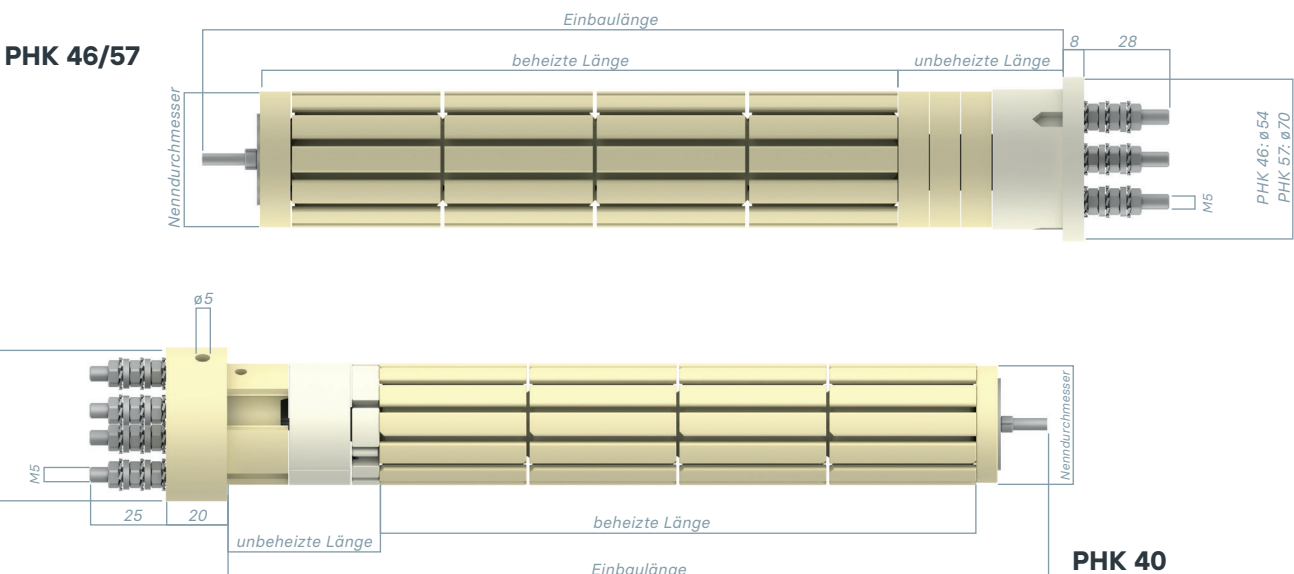 Einbaulänge
PHK 46/57
8
28
beheizte Länge
unbeheizte Länge
Nenndurchmesser
PHK 46: ø54
PHK 57: ø70
M5
ø5
Nenndurchmesser
M5
25
20
beheizte Länge
unbeheizte Länge
PHK 40
Einbaulänge